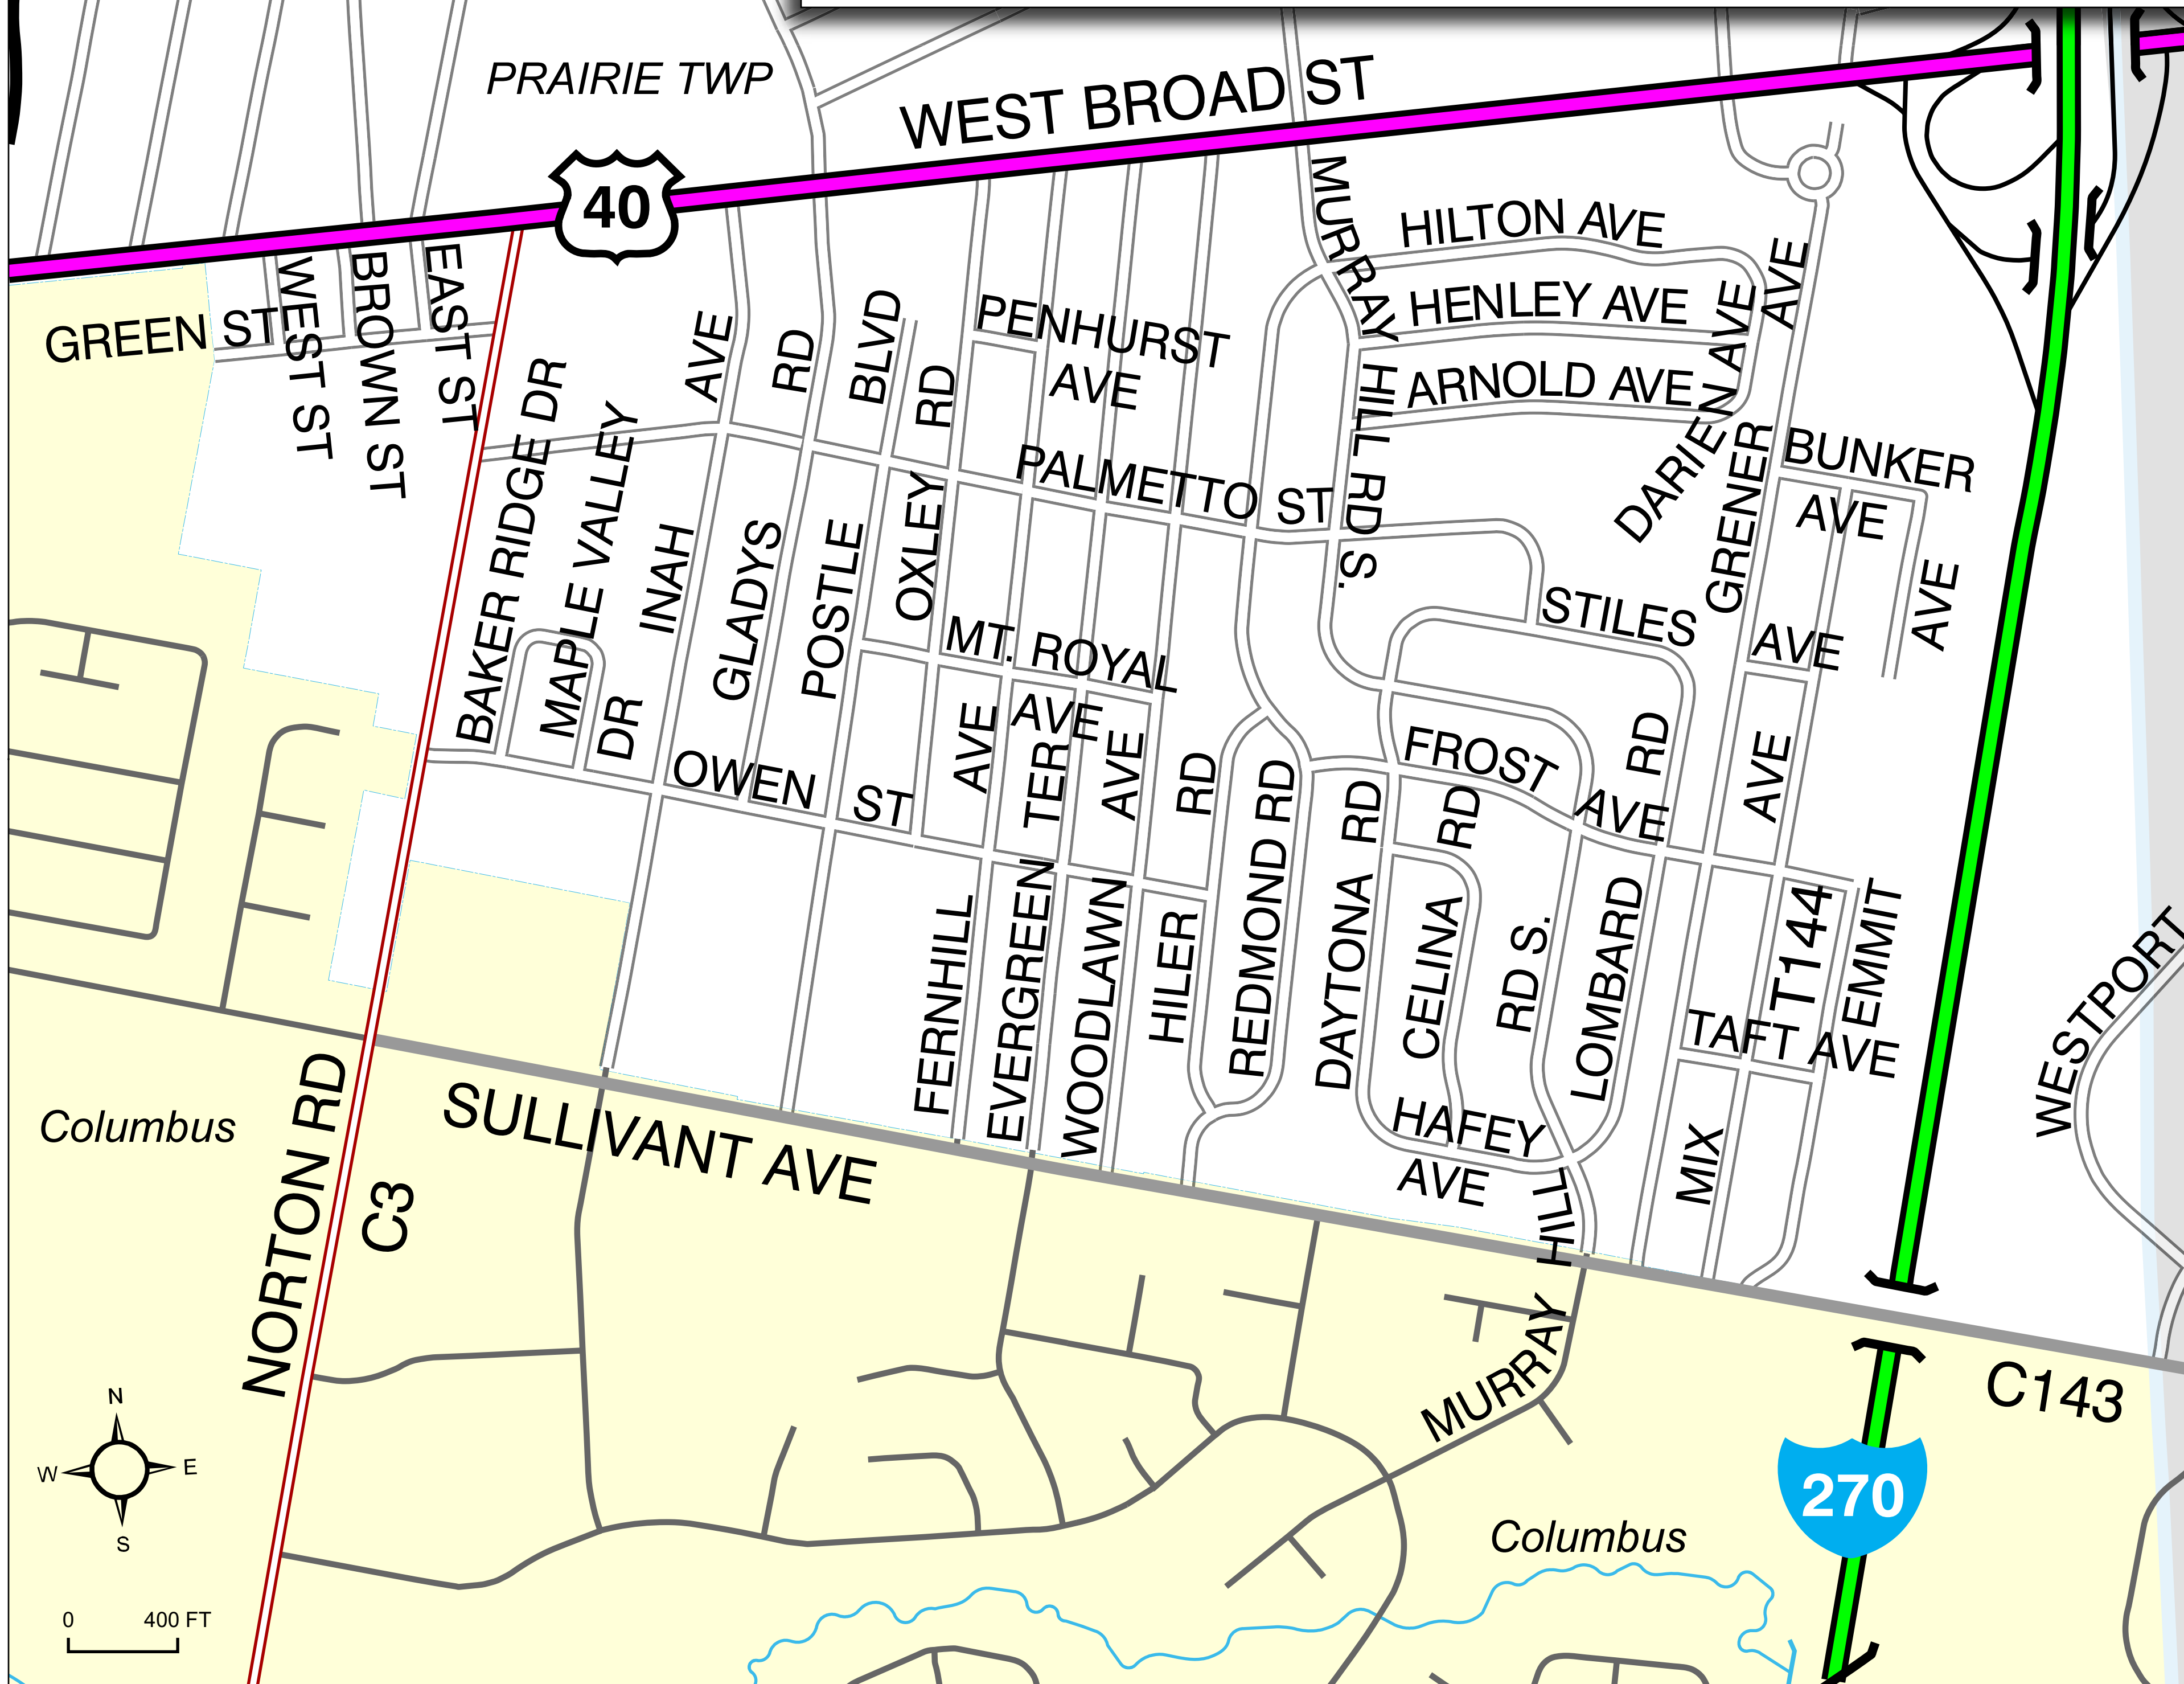 PRAIRIE TWP
WEST BROAD ST
40
MURRAY HILL RD S.
HILTON AVE
HENLEY AVE
ARNOLD AVE
DARIEN AVE
GRENER AVE
BUNKER
AVE
GREEN ST
WEST ST
BROWN ST
EAST ST
BAKER RIDGE DR
MAPLE VALLEY
DR
INAH AVE
GLADYS RD
POSTLE BLVD
OXLEY RD
PENHURST
AVE
PALMETTO ST
STILES AVE
MT. ROYAL
AVE
OWEN ST
FROST AVE
FERNHILL AVE
EVERGREEN TER
WOODLAWN AVE
HILER RD
REDMOND RD
DAYTONA RD
CELINA RD
RD S.
LOMBARD RD
MIX AVE
T144
EMMIT AVE
TAFT AVE
HAFEY
AVE
HILL
MURRAY
WESTPORT
NORTON RD
C3
SULLIVANT AVE
C143
270
Columbus
Columbus
N
W
E
S
0 400 FT